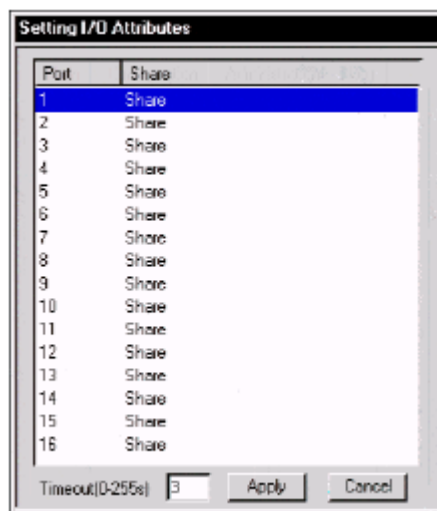 Setting I/O Attributes
Port Share
1 Share
2 Share
3 Share
4 Share
5 Share
6 Share
7 Share
8 Share
9 Share
10 Share
11 Share
12 Share
13 Share
14 Share
15 Share
16 Share
Timeout(0-255s) 3 Apply Cancel